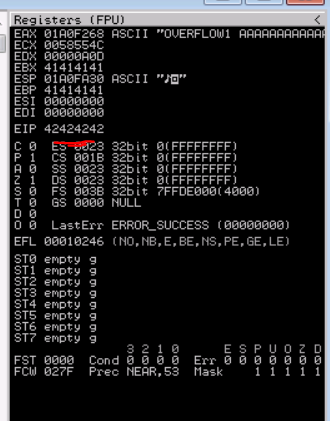 Registers (FPU) <
EAX 01A0F268 ASCII "OVERFLOW1 AAAAAAAAAAAA
ECX 0058554C
EDX 00000A0D
EBX 41414141
ESP 01A0FA30 ASCII "
EBP 41414141
ESI 00000000
EDI 00000000
EIP 42424242
C 0 ES 0023 32bit 0(FFFFFFFF)
P 1 CS 001B 32bit 0(FFFFFFFF)
A 0 SS 0023 32bit 0(FFFFFFFF)
Z 1 DS 0023 32bit 0(FFFFFFFF)
S 0 FS 003B 32bit 7FFDE000(4000)
T 0 GS 0000 NULL
D 0
O 0 LastErr ERROR_SUCCESS (00000000)
EFL 00010246 (NO,NB,E,BE,NS,PE,GE,LE)
ST0 empty g
ST1 empty g
ST2 empty g
ST3 empty g
ST4 empty g
ST5 empty g
ST6 empty g
ST7 empty g
3 2 1 0 E S P U O Z D
FST 0000 Cond 0 0 0 0 Err 0 0 0 0 0 0 0
FCW 027F Prec NEAR,53 Mask 1 1 1 1 1